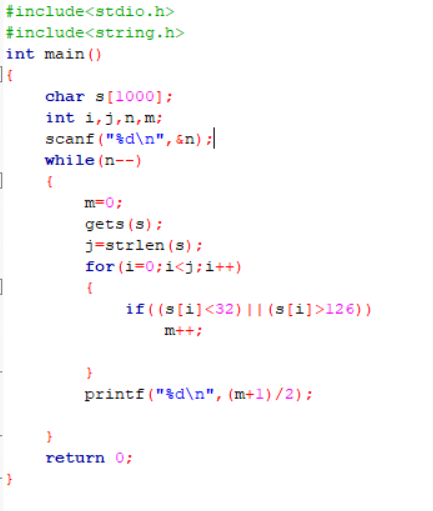 #include<stdio.h>
#include<string.h>
int main()
{
    char s[1000];
    int i,j,n,m;
    scanf("%d\n",&n);
    while(n--)
    {
        m=0;
        gets(s);
        j=strlen(s);
        for(i=0;i<j;i++)
        {
            if((s[i]<32)||(s[i]>126))
                m++;
        }
        printf("%d\n",(m+1)/2);
    }
    return 0;
}